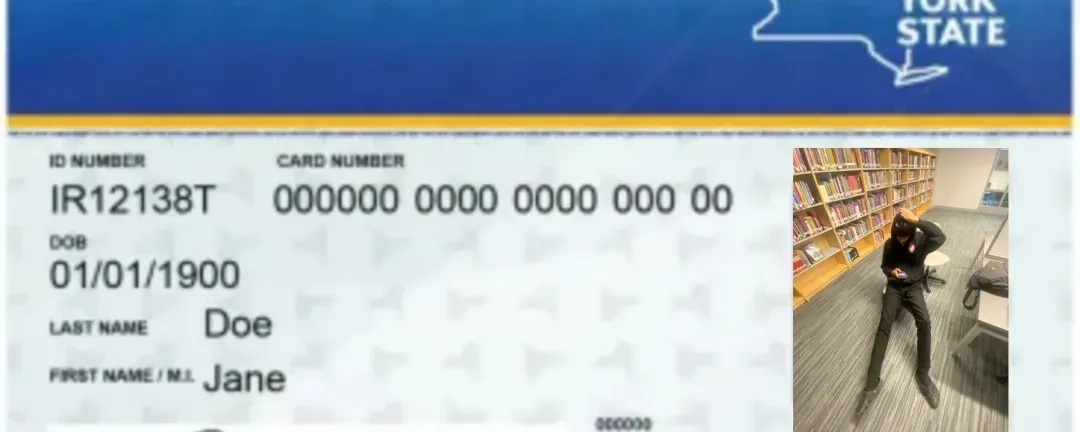 YORK
STATE
ID NUMBER CARD NUMBER
IR12138T 000000 0000 0000 000 00
DOB
01/01/1900
LAST NAME Doe
FIRST NAME / M.I. Jane
000000